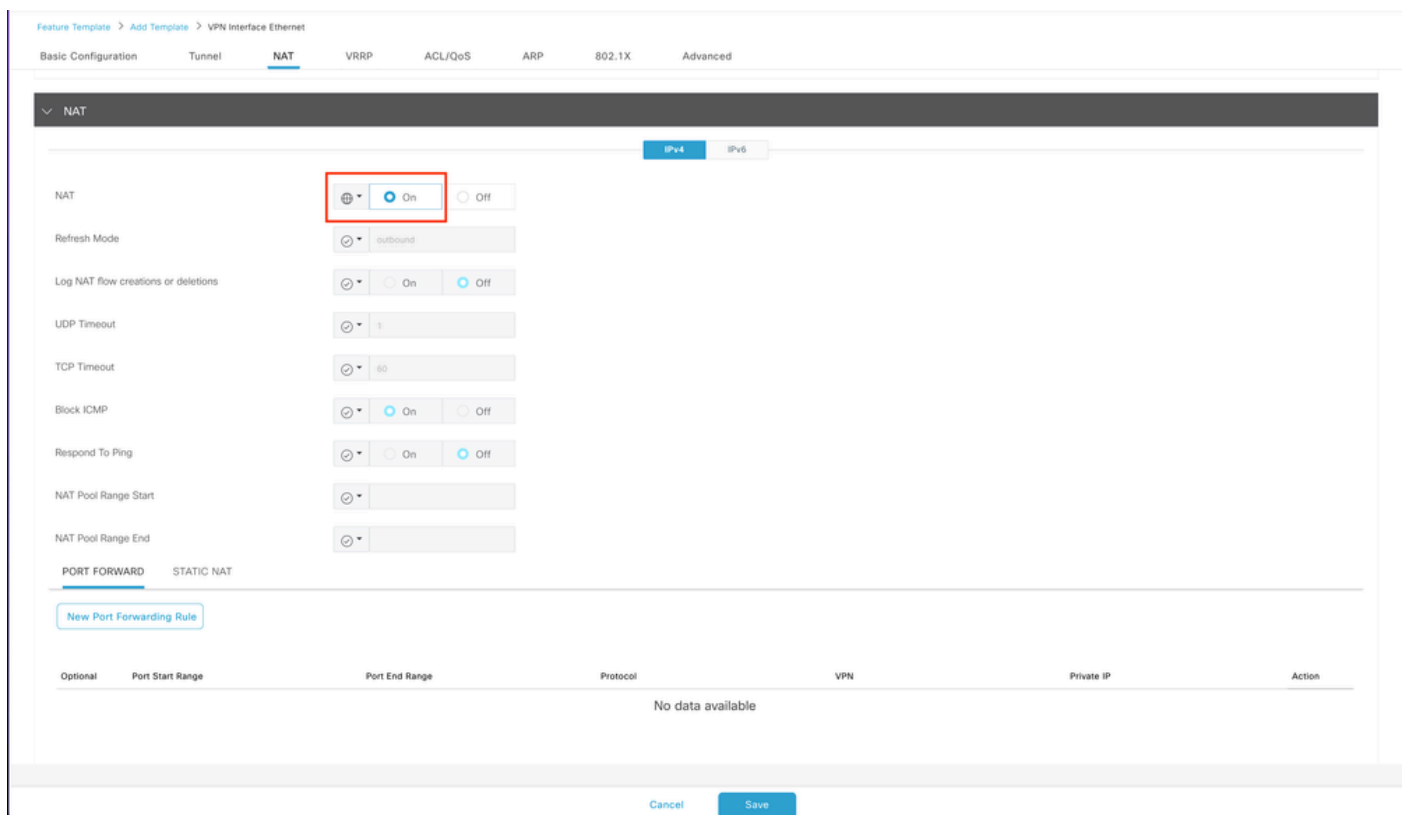 Feature Template > Add Template > VPN Interface Ethernet
Basic Configuration Tunnel NAT VRRP ACL/QoS ARP 802.1X Advanced
NAT
IPv4 IPv6
NAT On Off
Refresh Mode outbound
Log NAT flow creations or deletions On Off
UDP Timeout 1
TCP Timeout 60
Block ICMP On Off
Respond To Ping On Off
NAT Pool Range Start
NAT Pool Range End
PORT FORWARD STATIC NAT
New Port Forwarding Rule
Optional Port Start Range Port End Range Protocol VPN Private IP Action
No data available
Cancel Save